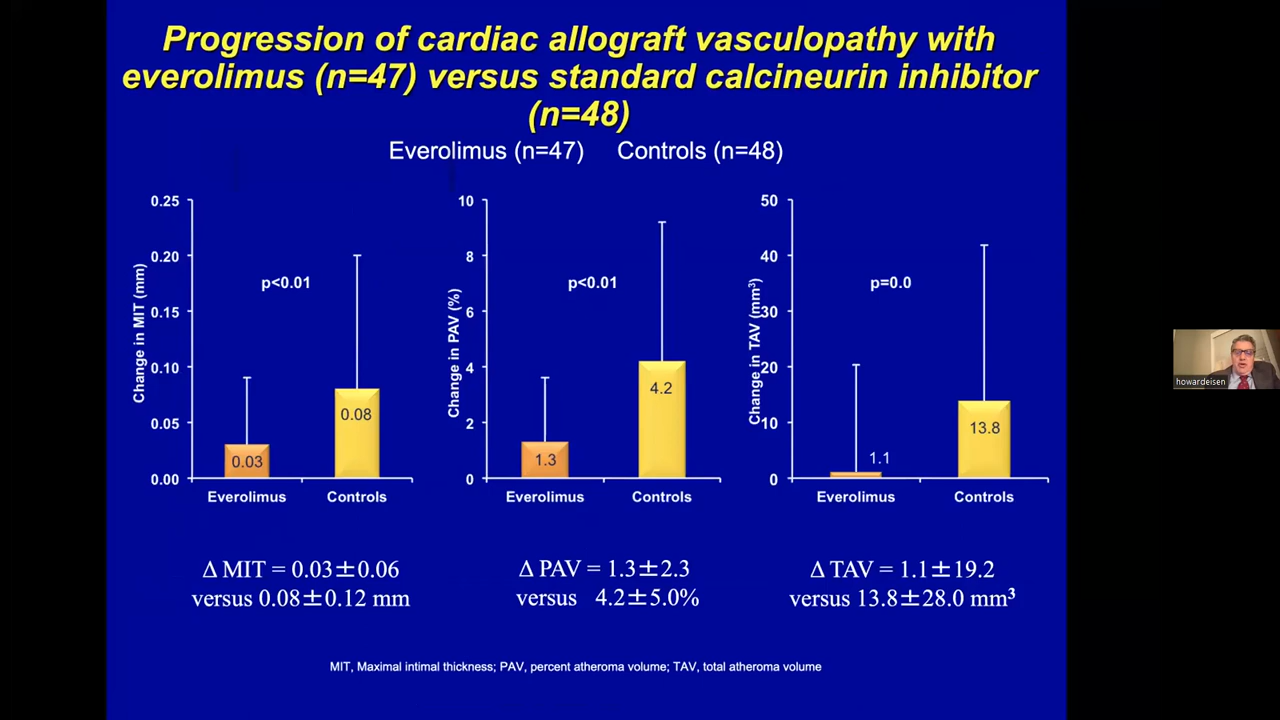 Progression of cardiac allograft vasculopathy with
everolimus (n=47) versus standard calcineurin inhibitor
(n=48)
Everolimus (n=47) Controls (n=48)
Change in MIT (mm)
0.25
0.20
0.15
0.10
0.05
0.00
p<0.01
0.03
0.08
Everolimus Controls
Change in PAV (%)
10
8
6
4
2
0
p<0.01
1.3
4.2
Everolimus Controls
Change in TAV (mm³)
50
40
30
20
10
0
p=0.0
1.1
13.8
Everolimus Controls
Δ MIT = 0.03±0.06
versus 0.08±0.12 mm
Δ PAV = 1.3±2.3
versus 4.2±5.0%
Δ TAV = 1.1±19.2
versus 13.8±28.0 mm³
MIT, Maximal intimal thickness; PAV, percent atheroma volume; TAV, total atheroma volume
howardeisen